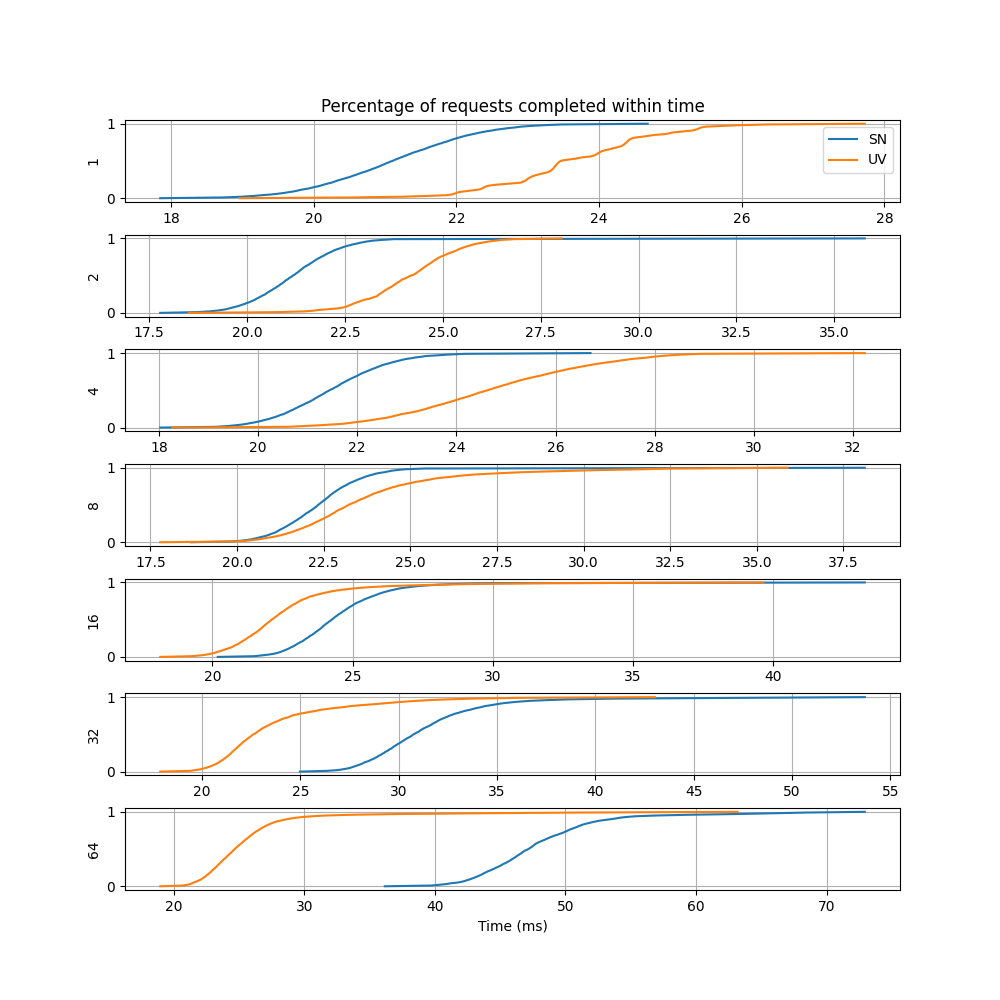 Percentage of requests completed within time
1
0
1
SN
UV
18 20 22 24 26 28
1
0
2
17.5 20.0 22.5 25.0 27.5 30.0 32.5 35.0
1
0
4
18 20 22 24 26 28 30 32
1
0
8
17.5 20.0 22.5 25.0 27.5 30.0 32.5 35.0 37.5
1
0
16
20 25 30 35 40
1
0
32
20 25 30 35 40 45 50 55
1
0
64
20 30 40 50 60 70
Time (ms)